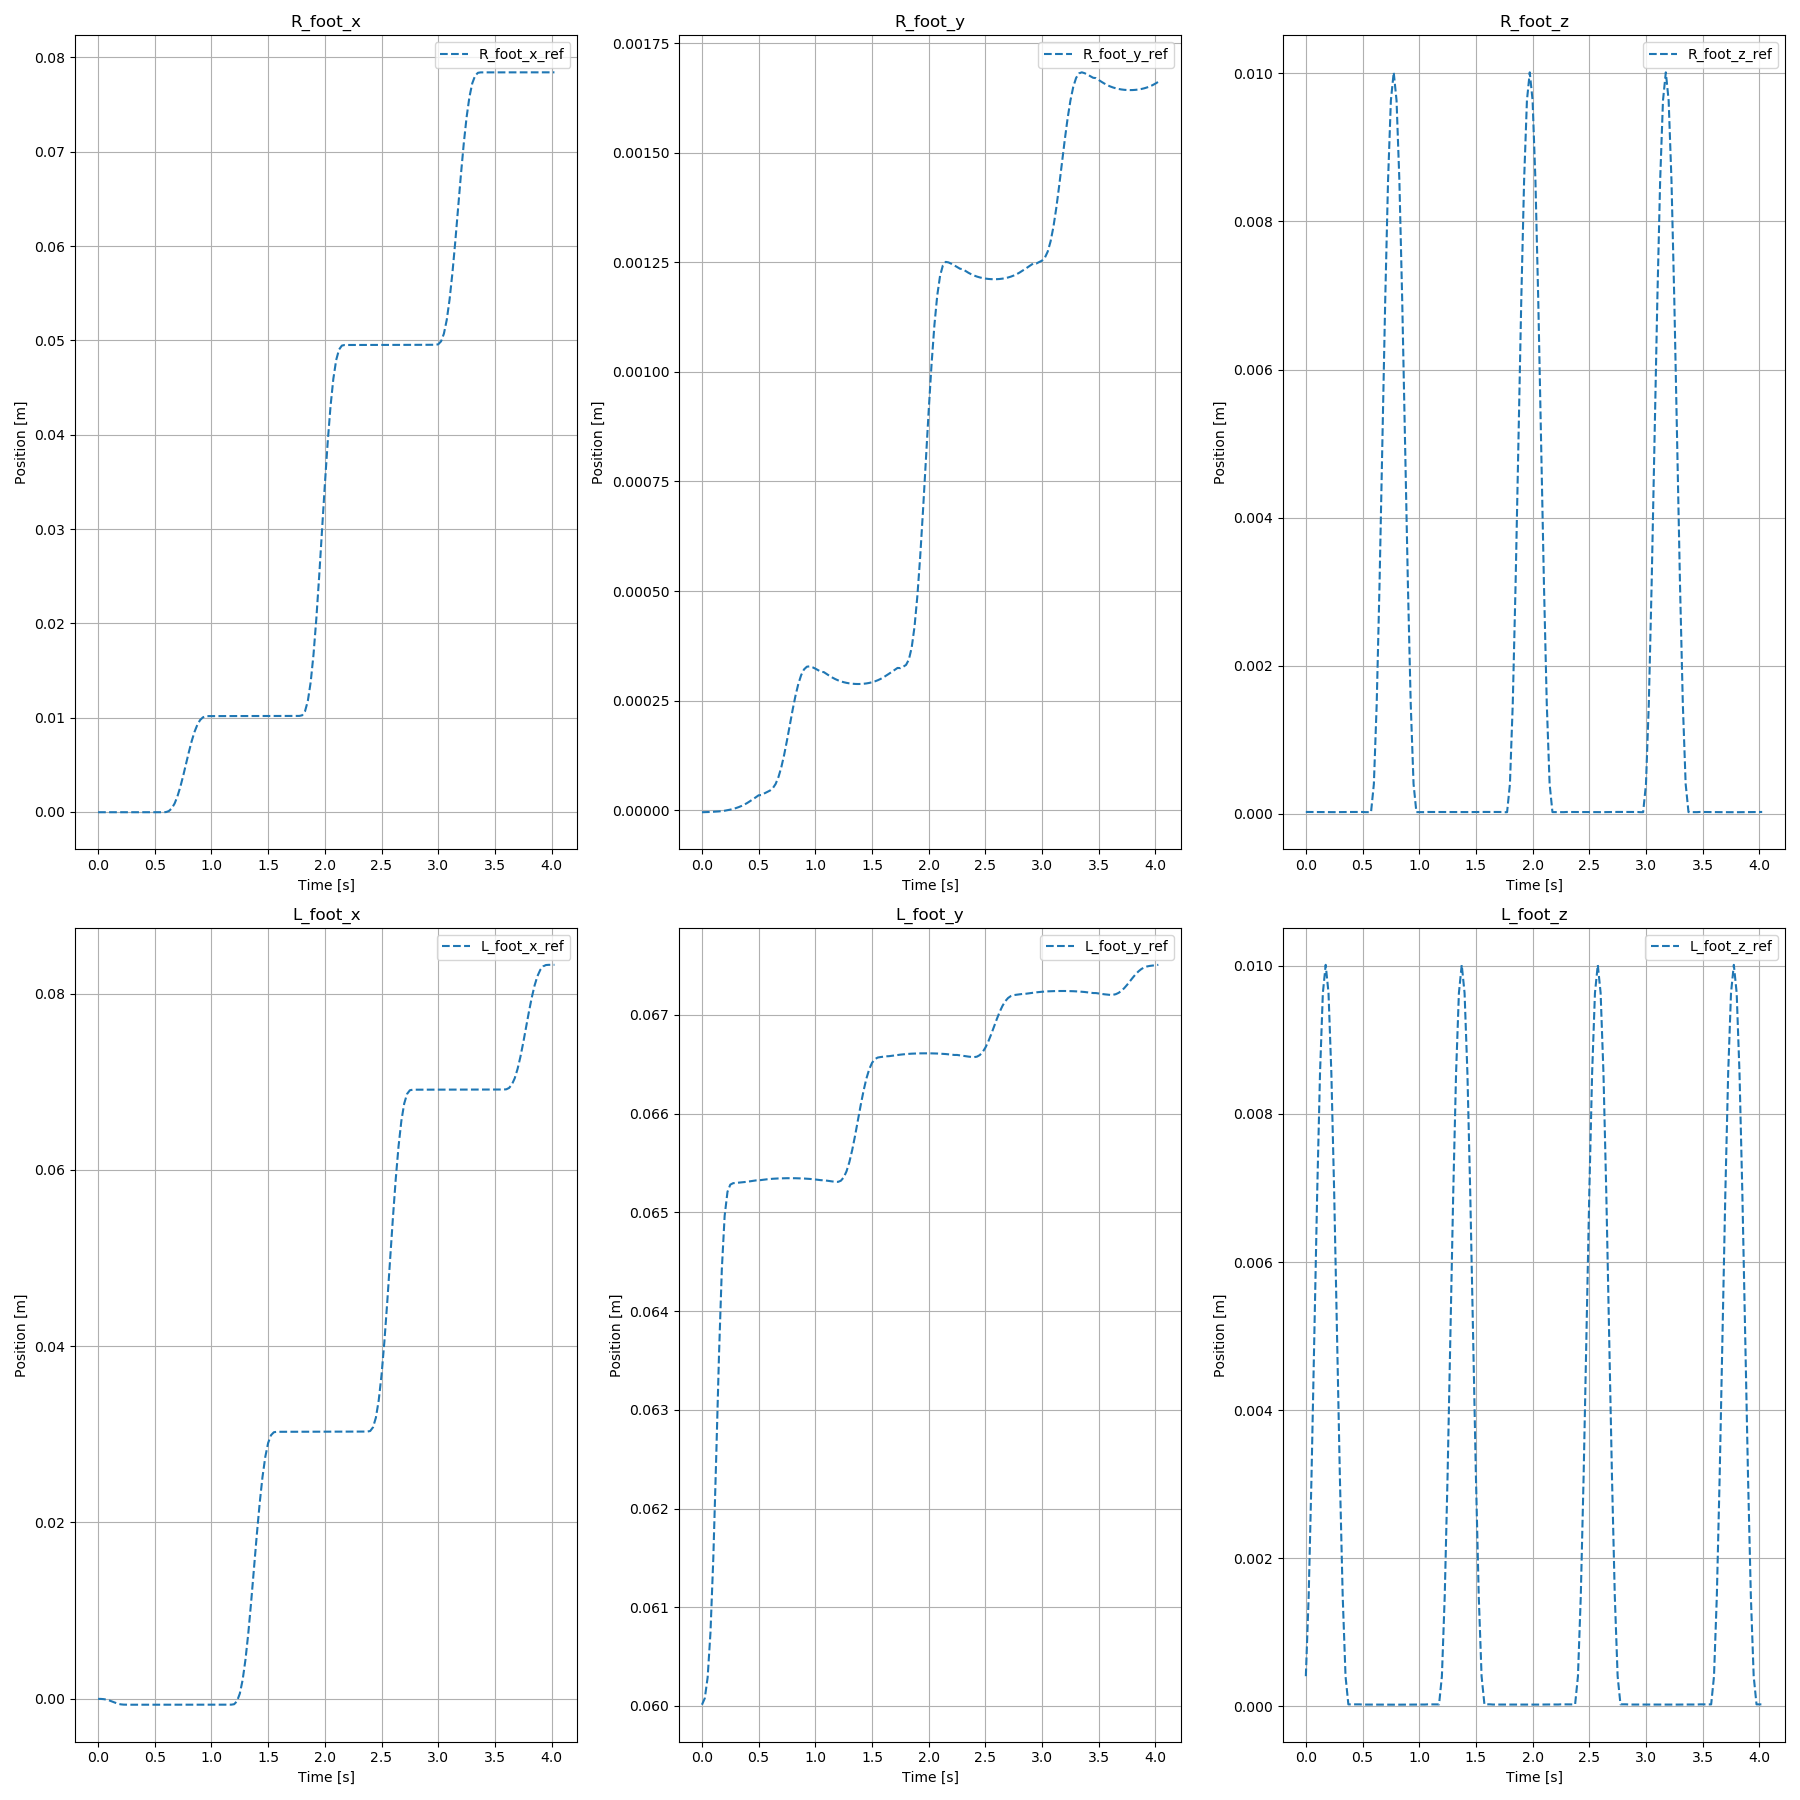 R_foot_x
R_foot_x_ref
0.08
0.07
0.06
0.05
0.04
0.03
0.02
0.01
0.00
Position [m]
0.0 0.5 1.0 1.5 2.0 2.5 3.0 3.5 4.0
Time [s]
R_foot_y
R_foot_y_ref
0.00175
0.00150
0.00125
0.00100
0.00075
0.00050
0.00025
0.00000
Position [m]
0.0 0.5 1.0 1.5 2.0 2.5 3.0 3.5 4.0
Time [s]
R_foot_z
R_foot_z_ref
0.010
0.008
0.006
0.004
0.002
0.000
Position [m]
0.0 0.5 1.0 1.5 2.0 2.5 3.0 3.5 4.0
Time [s]
L_foot_x
L_foot_x_ref
0.08
0.06
0.04
0.02
0.00
Position [m]
0.0 0.5 1.0 1.5 2.0 2.5 3.0 3.5 4.0
Time [s]
L_foot_y
L_foot_y_ref
0.067
0.066
0.065
0.064
0.063
0.062
0.061
0.060
Position [m]
0.0 0.5 1.0 1.5 2.0 2.5 3.0 3.5 4.0
Time [s]
L_foot_z
L_foot_z_ref
0.010
0.008
0.006
0.004
0.002
0.000
Position [m]
0.0 0.5 1.0 1.5 2.0 2.5 3.0 3.5 4.0
Time [s]